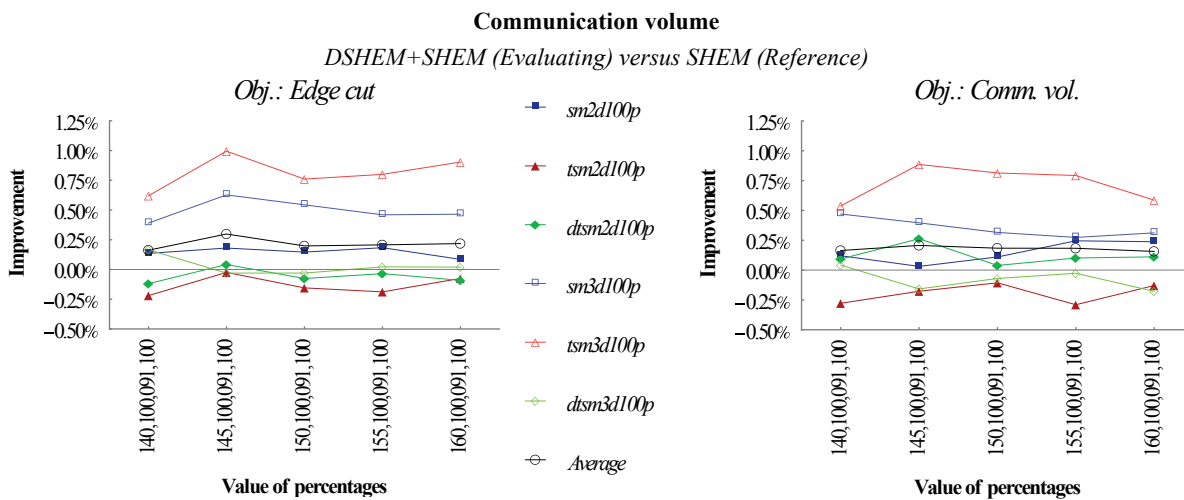 Communication volume
DSHEM+SHEM (Evaluating) versus SHEM (Reference)
Obj.: Edge cut
1.25%
1.00%
0.75%
0.50%
0.25%
0.00%
−0.25%
−0.50%
Improvement
140,100,091,100
145,100,091,100
150,100,091,100
155,100,091,100
160,100,091,100
Value of percentages
sm2d100p
tsm2d100p
dtsm2d100p
sm3d100p
tsm3d100p
dtsm3d100p
Average
Obj.: Comm. vol.
1.25%
1.00%
0.75%
0.50%
0.25%
0.00%
−0.25%
−0.50%
Improvement
140,100,091,100
145,100,091,100
150,100,091,100
155,100,091,100
160,100,091,100
Value of percentages